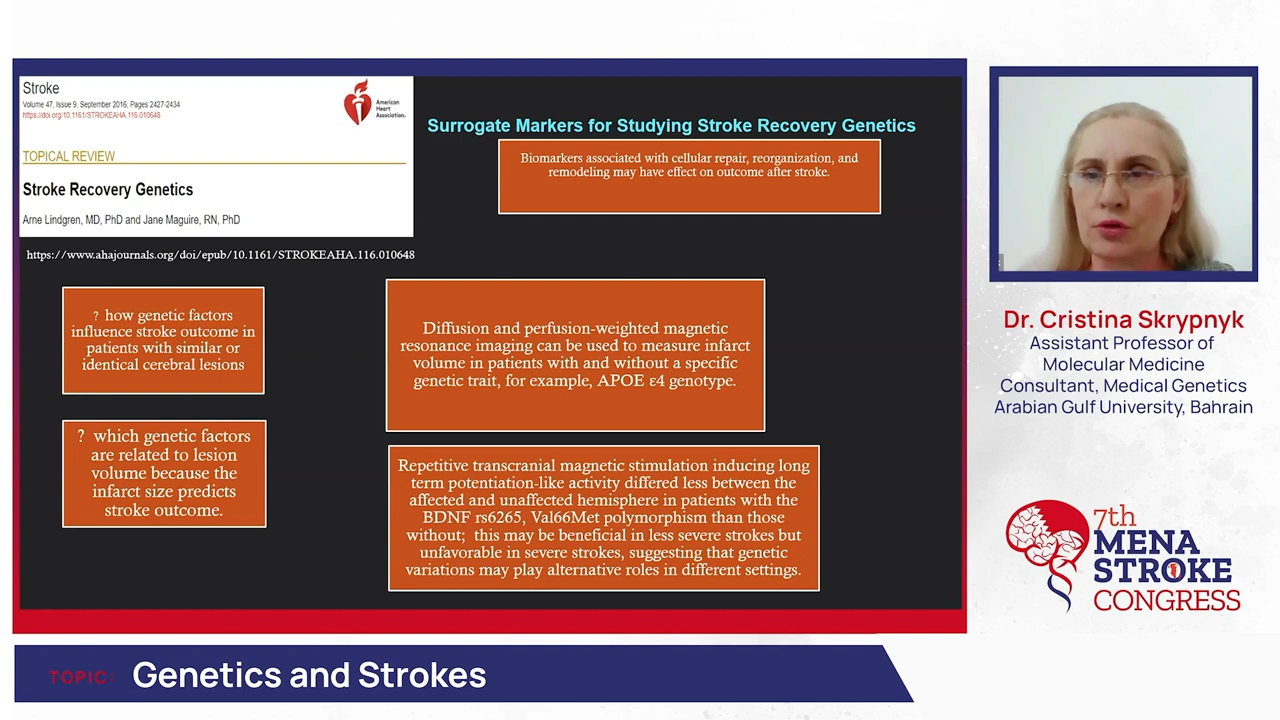 Stroke
Volume 47, Issue 9, September 2016; Pages 2427-2434
https://doi.org/10.1161/STROKEAHA.116.010648
American
Heart
Association.
TOPICAL REVIEW
Stroke Recovery Genetics
Arne Lindgren, MD, PhD and Jane Maguire, RN, PhD
https://www.ahajournals.org/doi/epub/10.1161/STROKEAHA.116.010648
Surrogate Markers for Studying Stroke Recovery Genetics
Biomarkers associated with cellular repair, reorganization, and
remodeling may have effect on outcome after stroke.
? how genetic factors
influence stroke outcome in
patients with similar or
identical cerebral lesions
? which genetic factors
are related to lesion
volume because the
infarct size predicts
stroke outcome.
Diffusion and perfusion-weighted magnetic
resonance imaging can be used to measure infarct
volume in patients with and without a specific
genetic trait, for example, APOE ε4 genotype.
Repetitive transcranial magnetic stimulation inducing long
term potentiation-like activity differed less between the
affected and unaffected hemisphere in patients with the
BDNF rs6265, Val66Met polymorphism than those
without; this may be beneficial in less severe strokes but
unfavorable in severe strokes, suggesting that genetic
variations may play alternative roles in different settings.
Dr. Cristina Skrypnyk
Assistant Professor of
Molecular Medicine
Consultant, Medical Genetics
Arabian Gulf University, Bahrain
7th
MENA
STROKE
CONGRESS
TOPIC: Genetics and Strokes